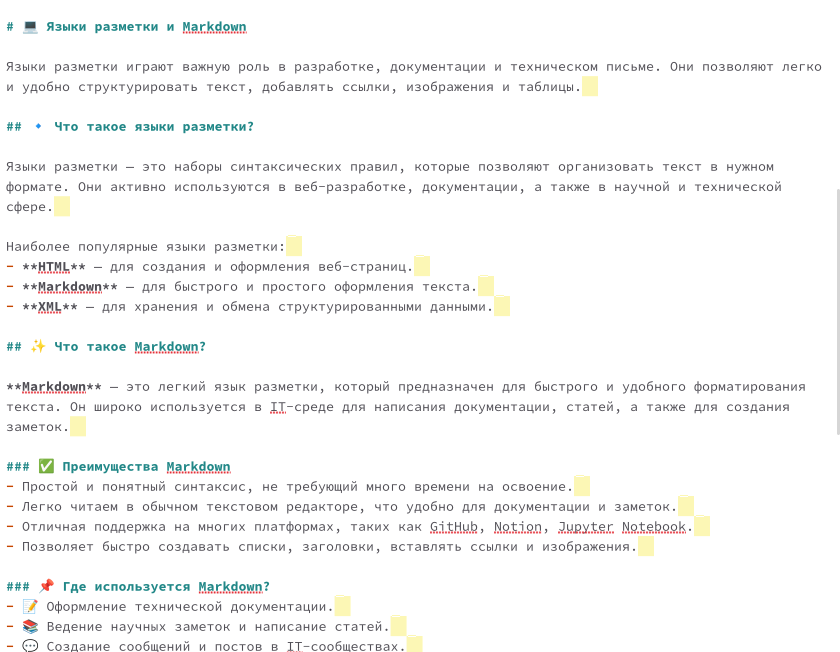 # 💻 Языки разметки и Markdown
Языки разметки играют важную роль в разработке, документации и техническом письме. Они позволяют легко
и удобно структурировать текст, добавлять ссылки, изображения и таблицы.
## 🔹 Что такое языки разметки?
Языки разметки — это наборы синтаксических правил, которые позволяют организовать текст в нужном
формате. Они активно используются в веб-разработке, документации, а также в научной и технической
сфере.
Наиболее популярные языки разметки:
- **HTML** — для создания и оформления веб-страниц.
- **Markdown** — для быстрого и простого оформления текста.
- **XML** — для хранения и обмена структурированными данными.
## ✨ Что такое Markdown?
**Markdown** — это легкий язык разметки, который предназначен для быстрого и удобного форматирования
текста. Он широко используется в IT-среде для написания документации, статей, а также для создания
заметок.
### ✅ Преимущества Markdown
- Простой и понятный синтаксис, не требующий много времени на освоение.
- Легко читаем в обычном текстовом редакторе, что удобно для документации и заметок.
- Отличная поддержка на многих платформах, таких как GitHub, Notion, Jupyter Notebook.
- Позволяет быстро создавать списки, заголовки, вставлять ссылки и изображения.
### 📌 Где используется Markdown?
- 📝 Оформление технической документации.
- 📚 Ведение научных заметок и написание статей.
- 💬 Создание сообщений и постов в IT-сообществах.